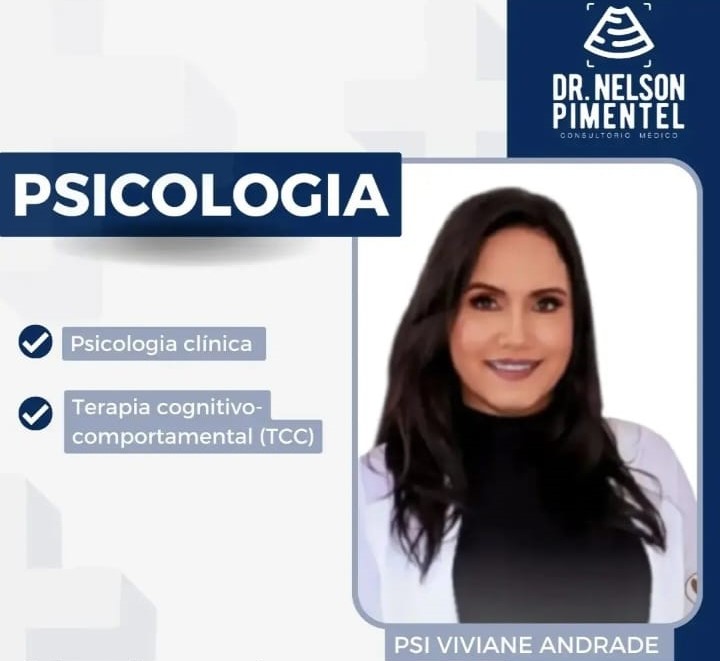 DR. NELSON
PIMENTEL
CONSULTORIO MEDICO
PSICOLOGIA
Psicologia clínica
Terapia cognitivo-
comportamental (TCC)
PSI VIVIANE ANDRADE